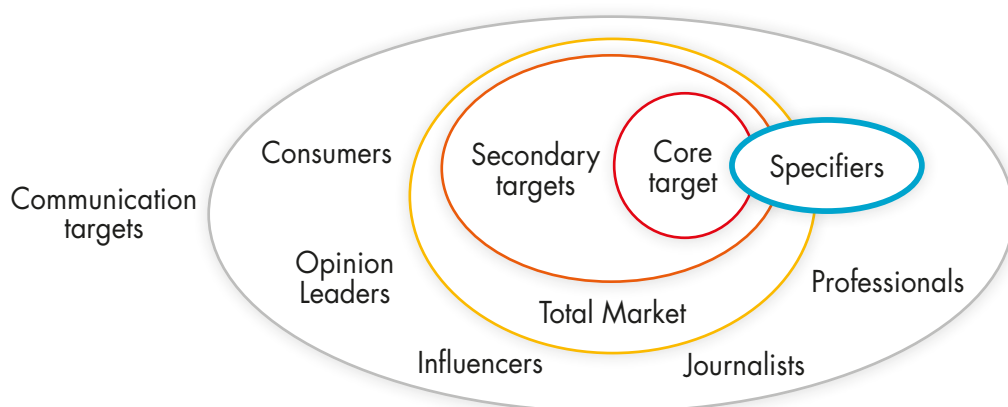 Consumers
Secondary
targets
Core
target
Specifiers
Communication
targets
Opinion
Leaders
Professionals
Total Market
Influencers
Journalists